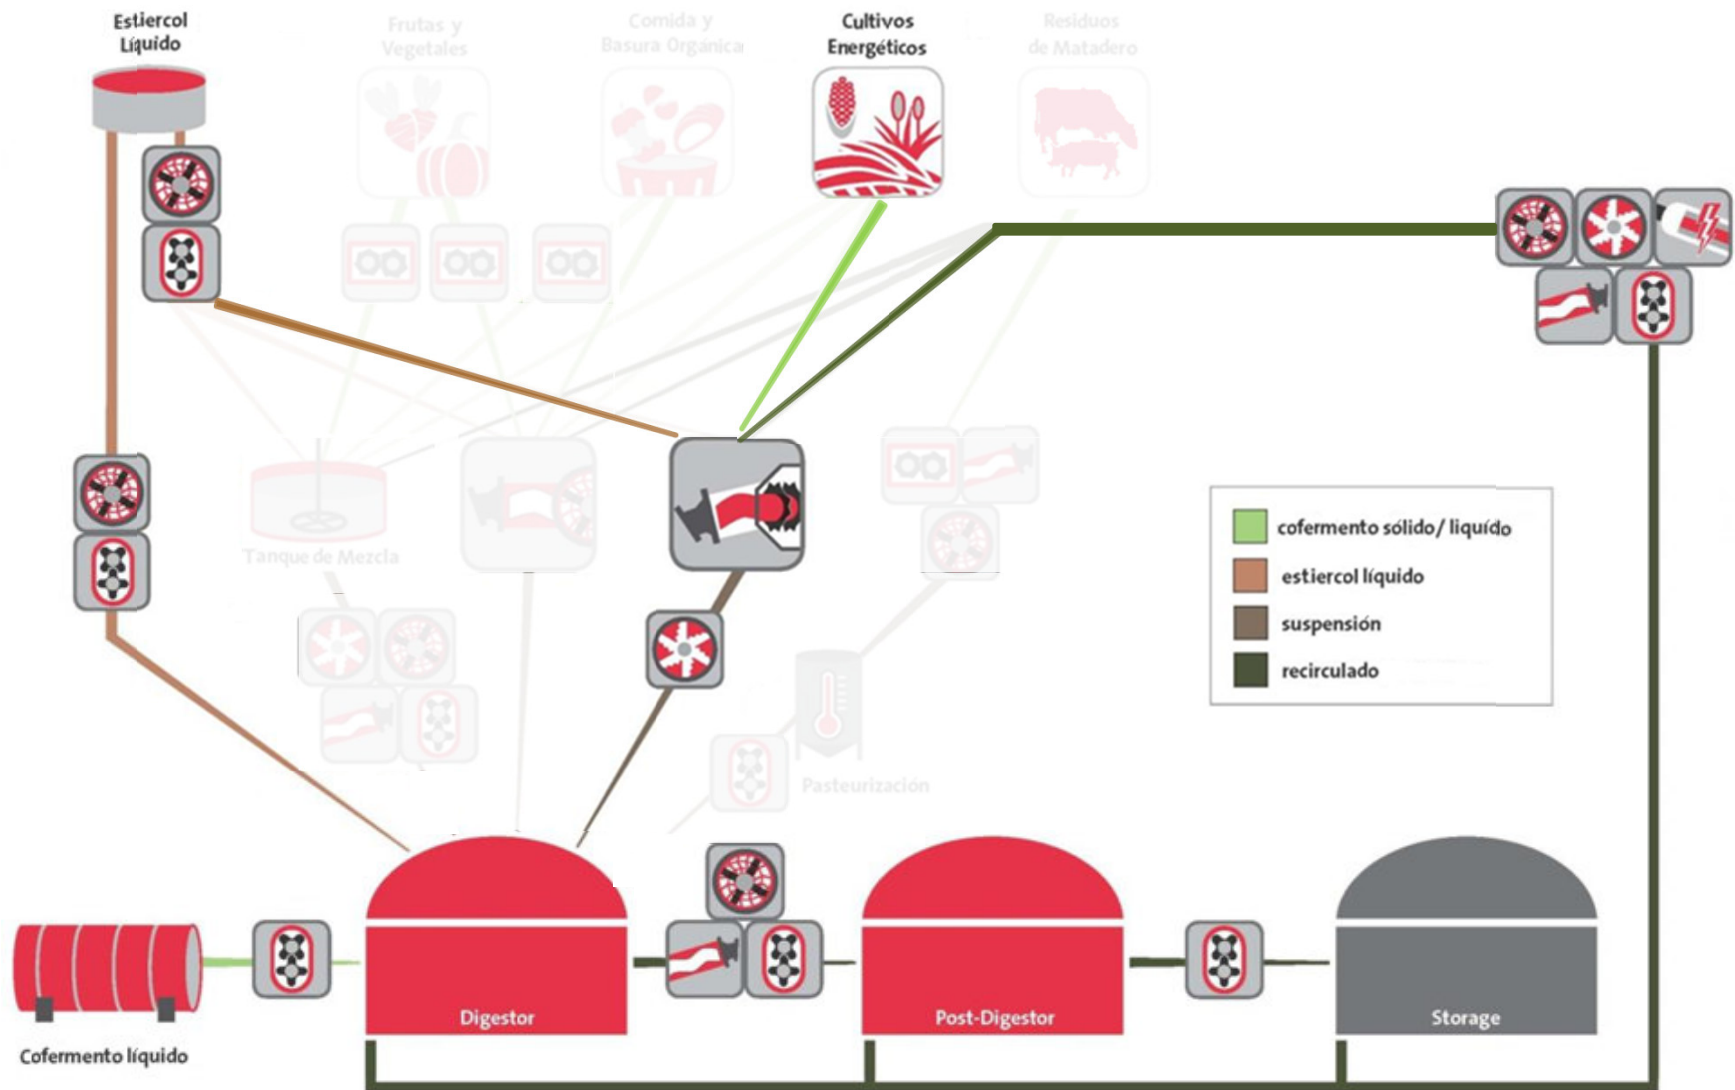 Estiercol
Líquido
Frutas y
Vegetales
Comida y
Basura Orgánica
Cultivos
Energéticos
Residuos
de Matadero
Tanque de Mezcla
cofermento sólido/ liquído
estiercol líquido
suspensión
recirculado
Pasteurización
Digestor
Post-Digestor
Storage
Cofermento líquido